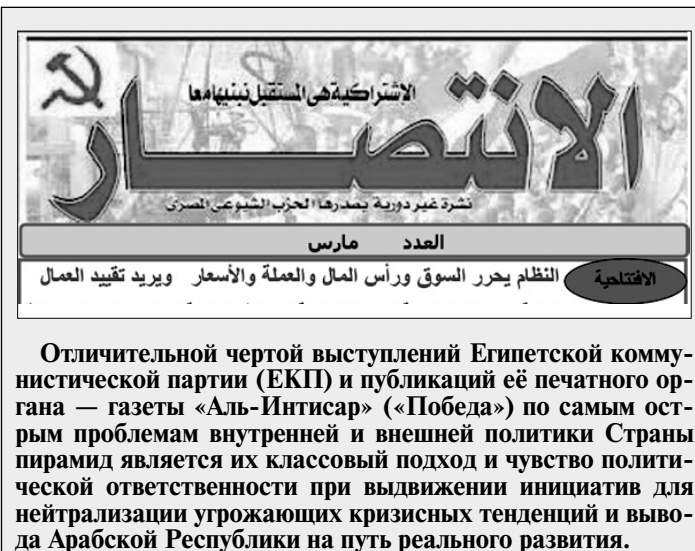 الاشتراكية هى المستقبل نبنيها معا
الانتصار
نشرة غير دورية يصدرها الحزب الشيوعى المصرى
العدد مارس
الافتتاحية النظام يحرر السوق ورأس المال والعملة والأسعار ويريد تقييد العمال
Отличительной чертой выступлений Египетской комму-
нистической партии (ЕКП) и публикаций её печатного ор-
гана — газеты «Аль-Интисар» («Победа») по самым ост-
рым проблемам внутренней и внешней политики Страны
пирамид является их классовый подход и чувство полити-
ческой ответственности при выдвижении инициатив для
нейтрализации угрожающих кризисных тенденций и выво-
да Арабской Республики на путь реального развития.